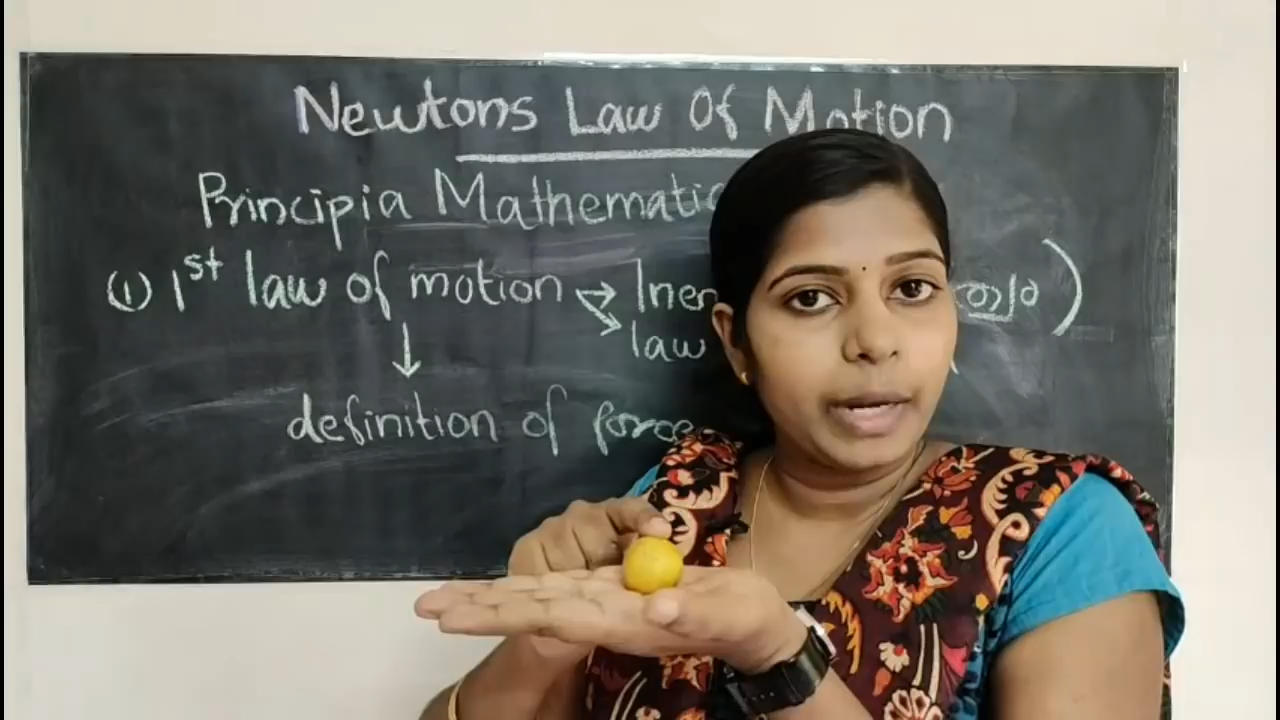 Newtons Law Of Motion
Principia Mathematic
(1) 1st law of motion Iner )
law
definition of force